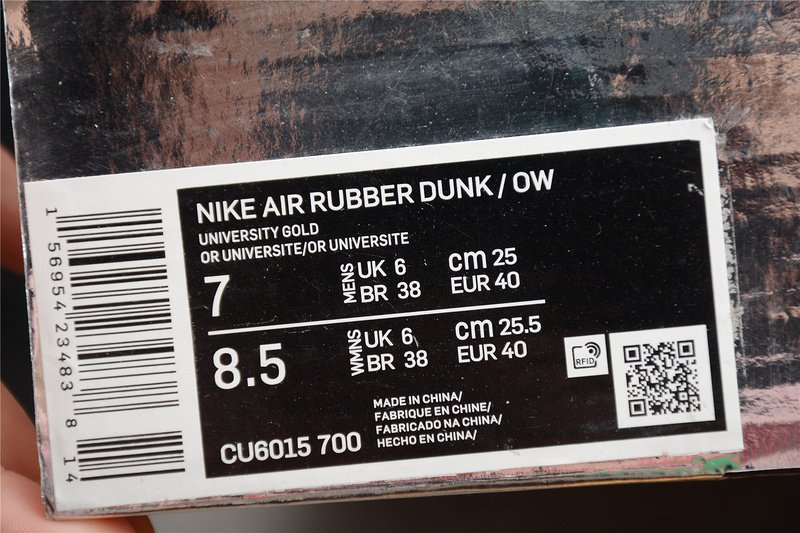 NIKE AIR RUBBER DUNK / OW
UNIVERSITY GOLD
OR UNIVERSITE/OR UNIVERSITE
7 MENS UK 6 cm 25
BR 38 EUR 40
8.5 WMNS UK 6 cm 25.5
BR 38 EUR 40
RFID
CU6015 700
MADE IN CHINA/
FABRIQUE EN CHINE/
FABRICADO NA CHINA/
HECHO EN CHINA/
1 56954 23483 8 14